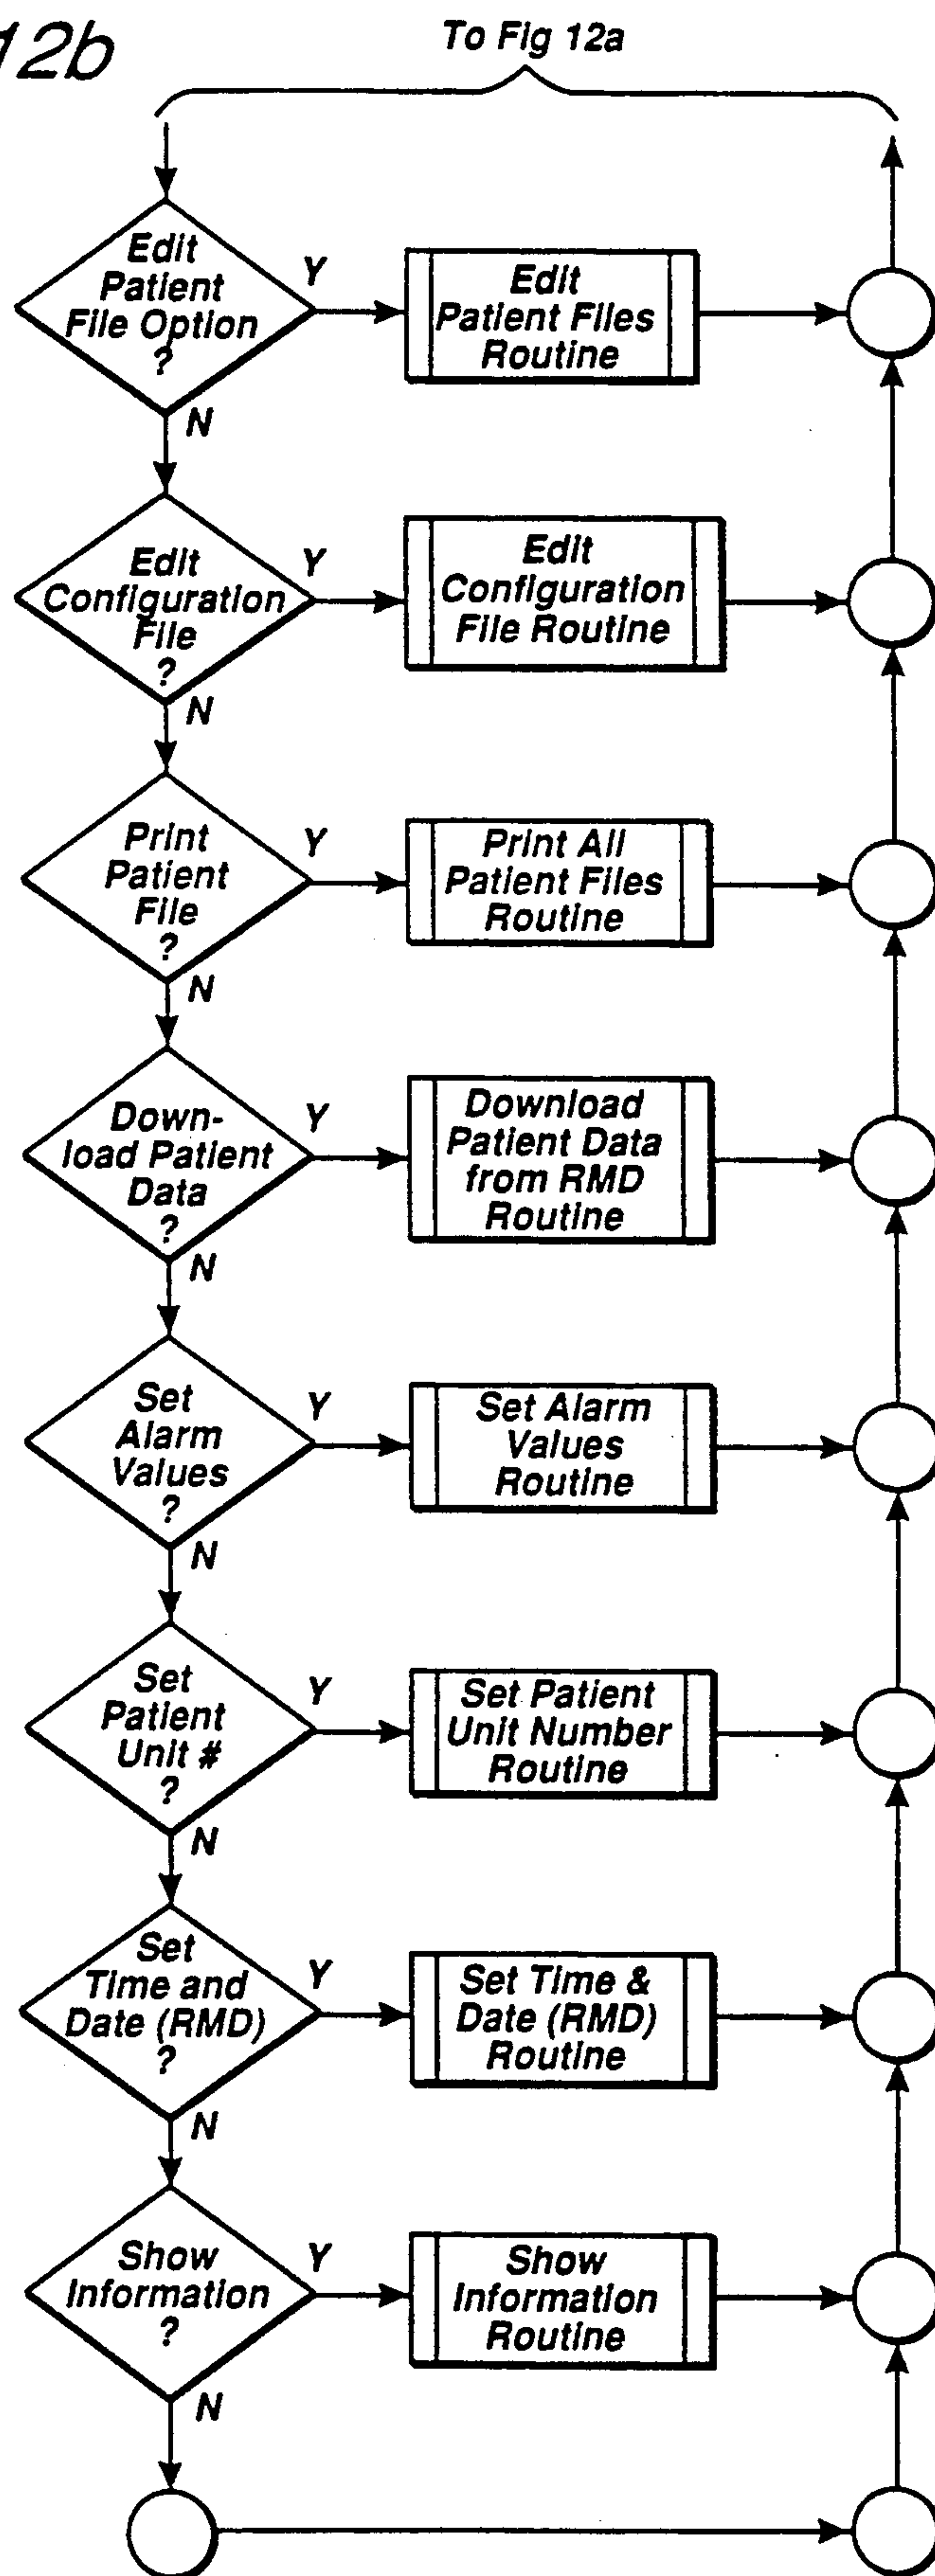 12b
To Fig 12a
Edit
Patient
File Option
?
Y
Edit
Patient Files
Routine
N
Edit
Configuration
File
?
Y
Edit
Configuration
File Routine
N
Print
Patient
File
?
Y
Print All
Patient Files
Routine
N
Down-
load Patient
Data
?
Y
Download
Patient Data
from RMD
Routine
N
Set
Alarm
Values
?
Y
Set Alarm
Values
Routine
N
Set
Patient
Unit #
?
Y
Set Patient
Unit Number
Routine
N
Set
Time and
Date (RMD)
?
Y
Set Time &
Date (RMD)
Routine
N
Show
Information
?
Y
Show
Information
Routine
N